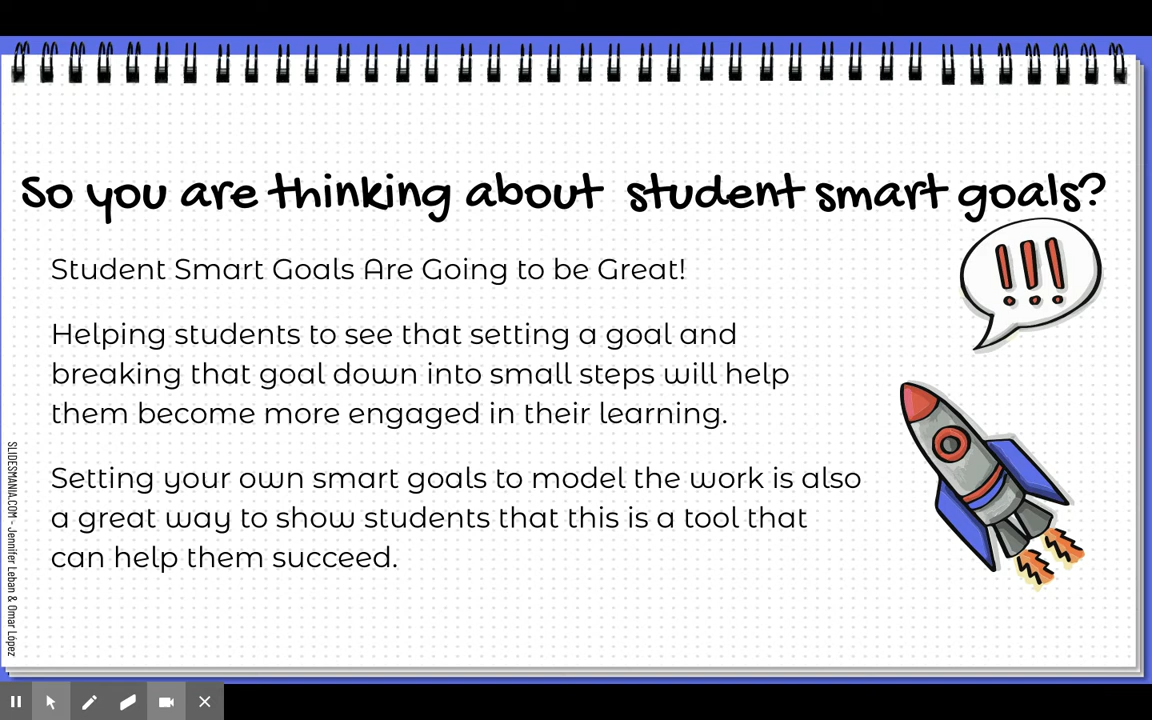 So you are thinking about student smart goals?
!!!
Student Smart Goals Are Going to be Great!
Helping students to see that setting a goal and
breaking that goal down into small steps will help
them become more engaged in their learning.
Setting your own smart goals to model the work is also
a great way to show students that this is a tool that
can help them succeed.
SLIDESMANIA.COM - Jennifer Leban & Omar López